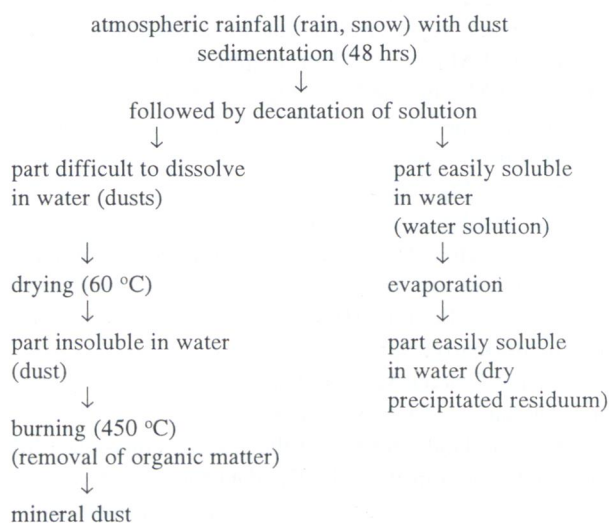 atmospheric rainfall (rain, snow) with dust
sedimentation (48 hrs)
↓
followed by decantation of solution
↓ ↓
part difficult to dissolve
in water (dusts)
↓
drying (60 °C)
↓
part insoluble in water
(dust)
↓
burning (450 °C)
(removal of organic matter)
↓
mineral dust
part easily soluble
in water
(water solution)
↓
evaporation
↓
part easily soluble
in water (dry
precipitated residuum)